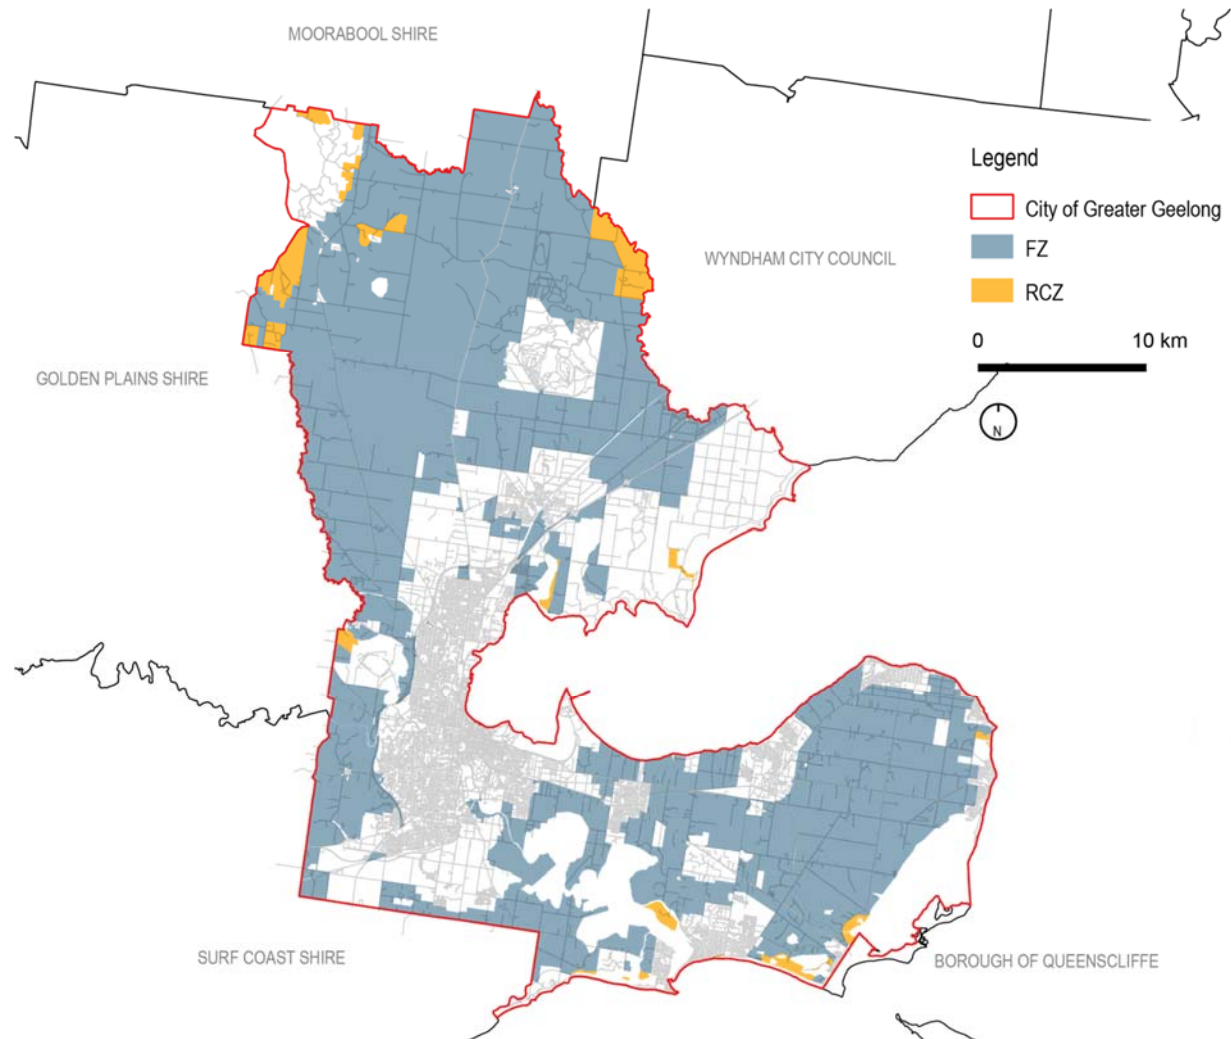 MOORABOOL SHIRE
Legend
City of Greater Geelong
FZ
RCZ
WYNDHAM CITY COUNCIL
0 10 km
GOLDEN PLAINS SHIRE
N
SURF COAST SHIRE
BOROUGH OF QUEENSCLIFFE